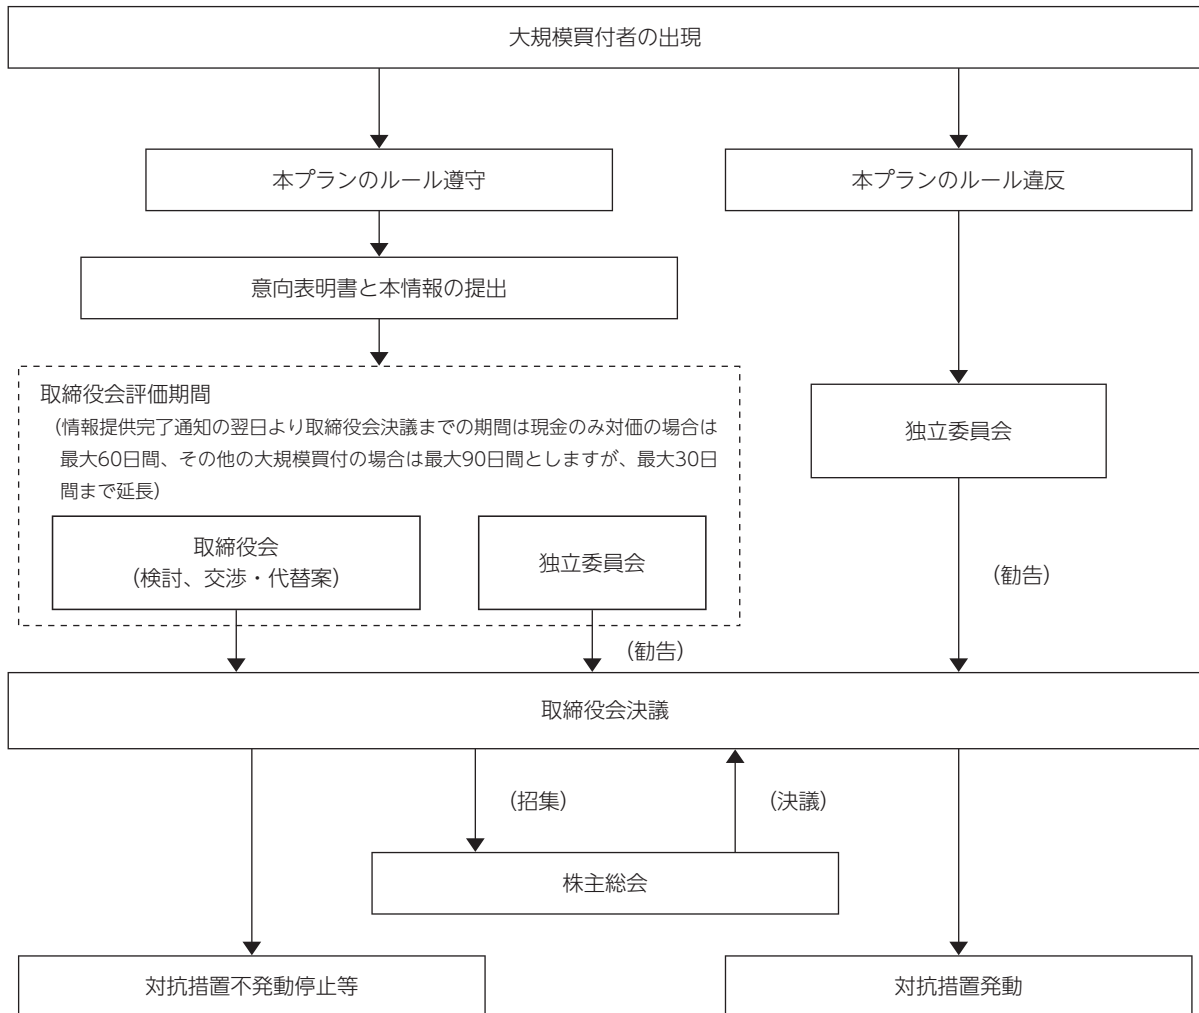 大規模買付者の出現
本プランのルール遵守
本プランのルール違反
意向表明書と本情報の提出
取締役会評価期間
(情報提供完了通知の翌日より取締役会決議までの期間は現金のみ対価の場合は
最大60日間、その他の大規模買付の場合は最大90日間としますが、最大30日
間まで延長)
取締役会
(検討、交渉・代替案)
独立委員会
独立委員会
(勧告)
(勧告)
取締役会決議
(招集)
(決議)
株主総会
対抗措置不発動停止等
対抗措置発動